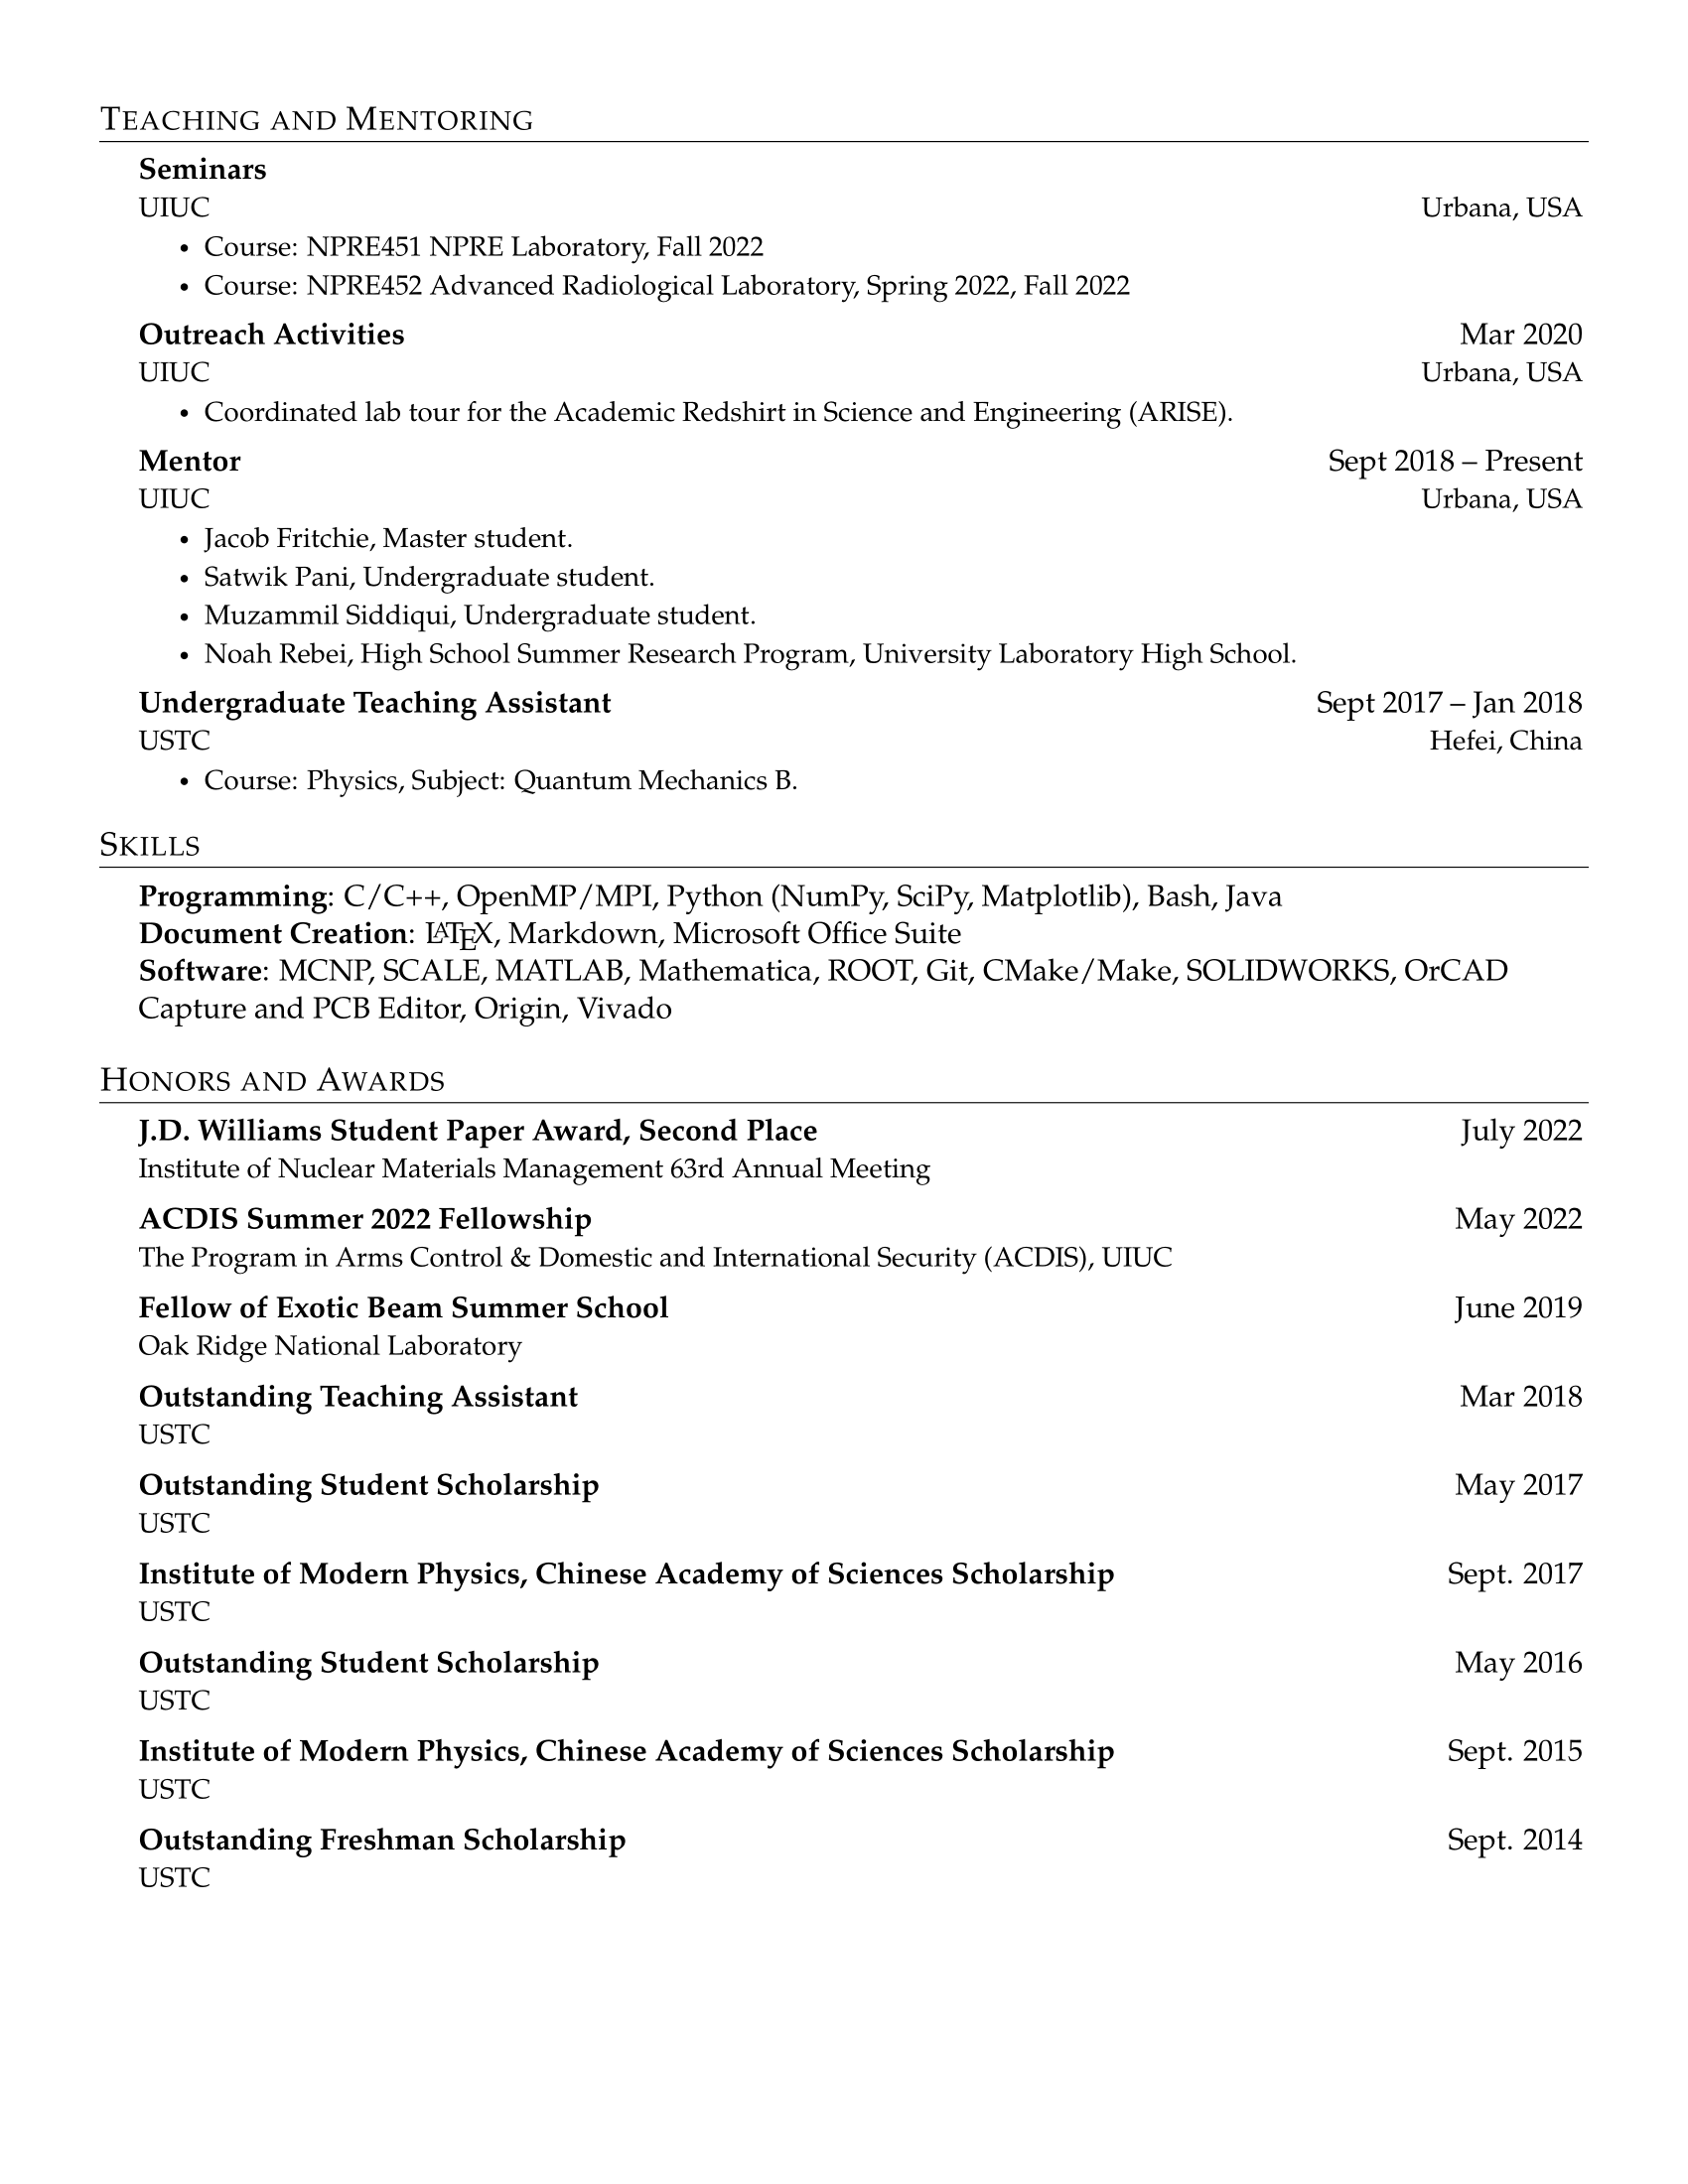 TEACHING AND MENTORING
Seminars
UIUC Urbana, USA
• Course: NPRE451 NPRE Laboratory, Fall 2022
• Course: NPRE452 Advanced Radiological Laboratory, Spring 2022, Fall 2022
Outreach Activities Mar 2020
UIUC Urbana, USA
• Coordinated lab tour for the Academic Redshirt in Science and Engineering (ARISE).
Mentor Sept 2018 – Present
UIUC Urbana, USA
• Jacob Fritchie, Master student.
• Satwik Pani, Undergraduate student.
• Muzammil Siddiqui, Undergraduate student.
• Noah Rebei, High School Summer Research Program, University Laboratory High School.
Undergraduate Teaching Assistant Sept 2017 – Jan 2018
USTC Hefei, China
• Course: Physics, Subject: Quantum Mechanics B.
SKILLS
Programming: C/C++, OpenMP/MPI, Python (NumPy, SciPy, Matplotlib), Bash, Java
Document Creation: LATEX, Markdown, Microsoft Office Suite
Software: MCNP, SCALE, MATLAB, Mathematica, ROOT, Git, CMake/Make, SOLIDWORKS, OrCAD
Capture and PCB Editor, Origin, Vivado
HONORS AND AWARDS
J.D. Williams Student Paper Award, Second Place July 2022
Institute of Nuclear Materials Management 63rd Annual Meeting
ACDIS Summer 2022 Fellowship May 2022
The Program in Arms Control & Domestic and International Security (ACDIS), UIUC
Fellow of Exotic Beam Summer School June 2019
Oak Ridge National Laboratory
Outstanding Teaching Assistant Mar 2018
USTC
Outstanding Student Scholarship May 2017
USTC
Institute of Modern Physics, Chinese Academy of Sciences Scholarship Sept. 2017
USTC
Outstanding Student Scholarship May 2016
USTC
Institute of Modern Physics, Chinese Academy of Sciences Scholarship Sept. 2015
USTC
Outstanding Freshman Scholarship Sept. 2014
USTC